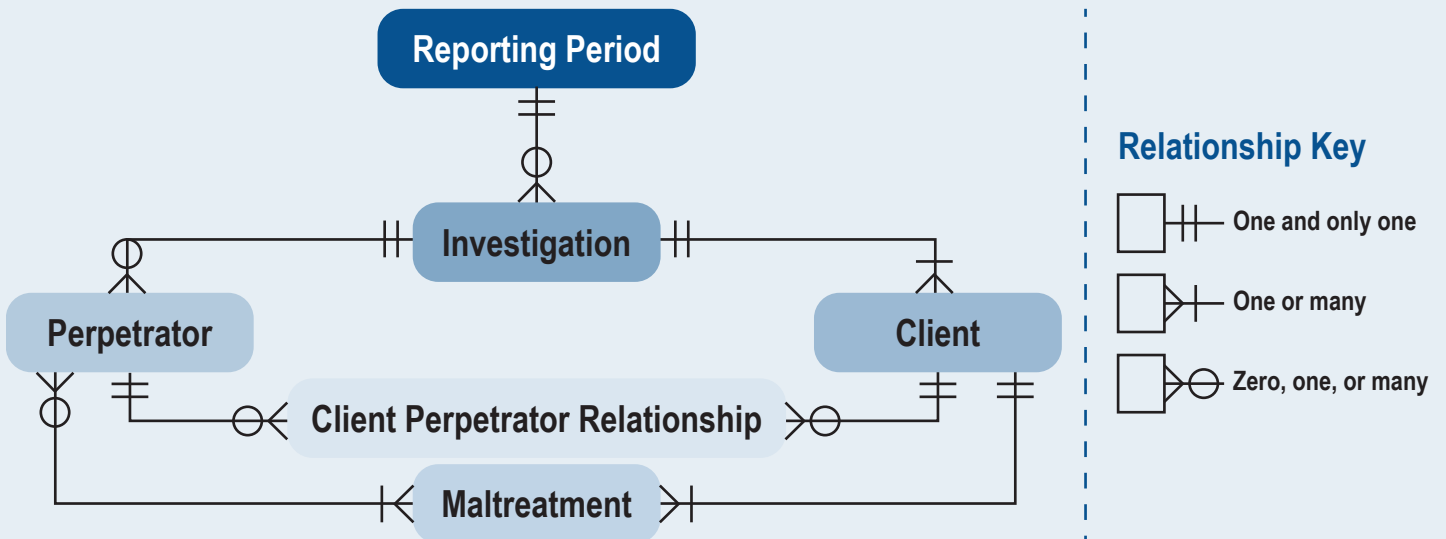 Reporting Period
Investigation
Perpetrator
Client
Client Perpetrator Relationship
Maltreatment
Relationship Key
One and only one
One or many
Zero, one, or many